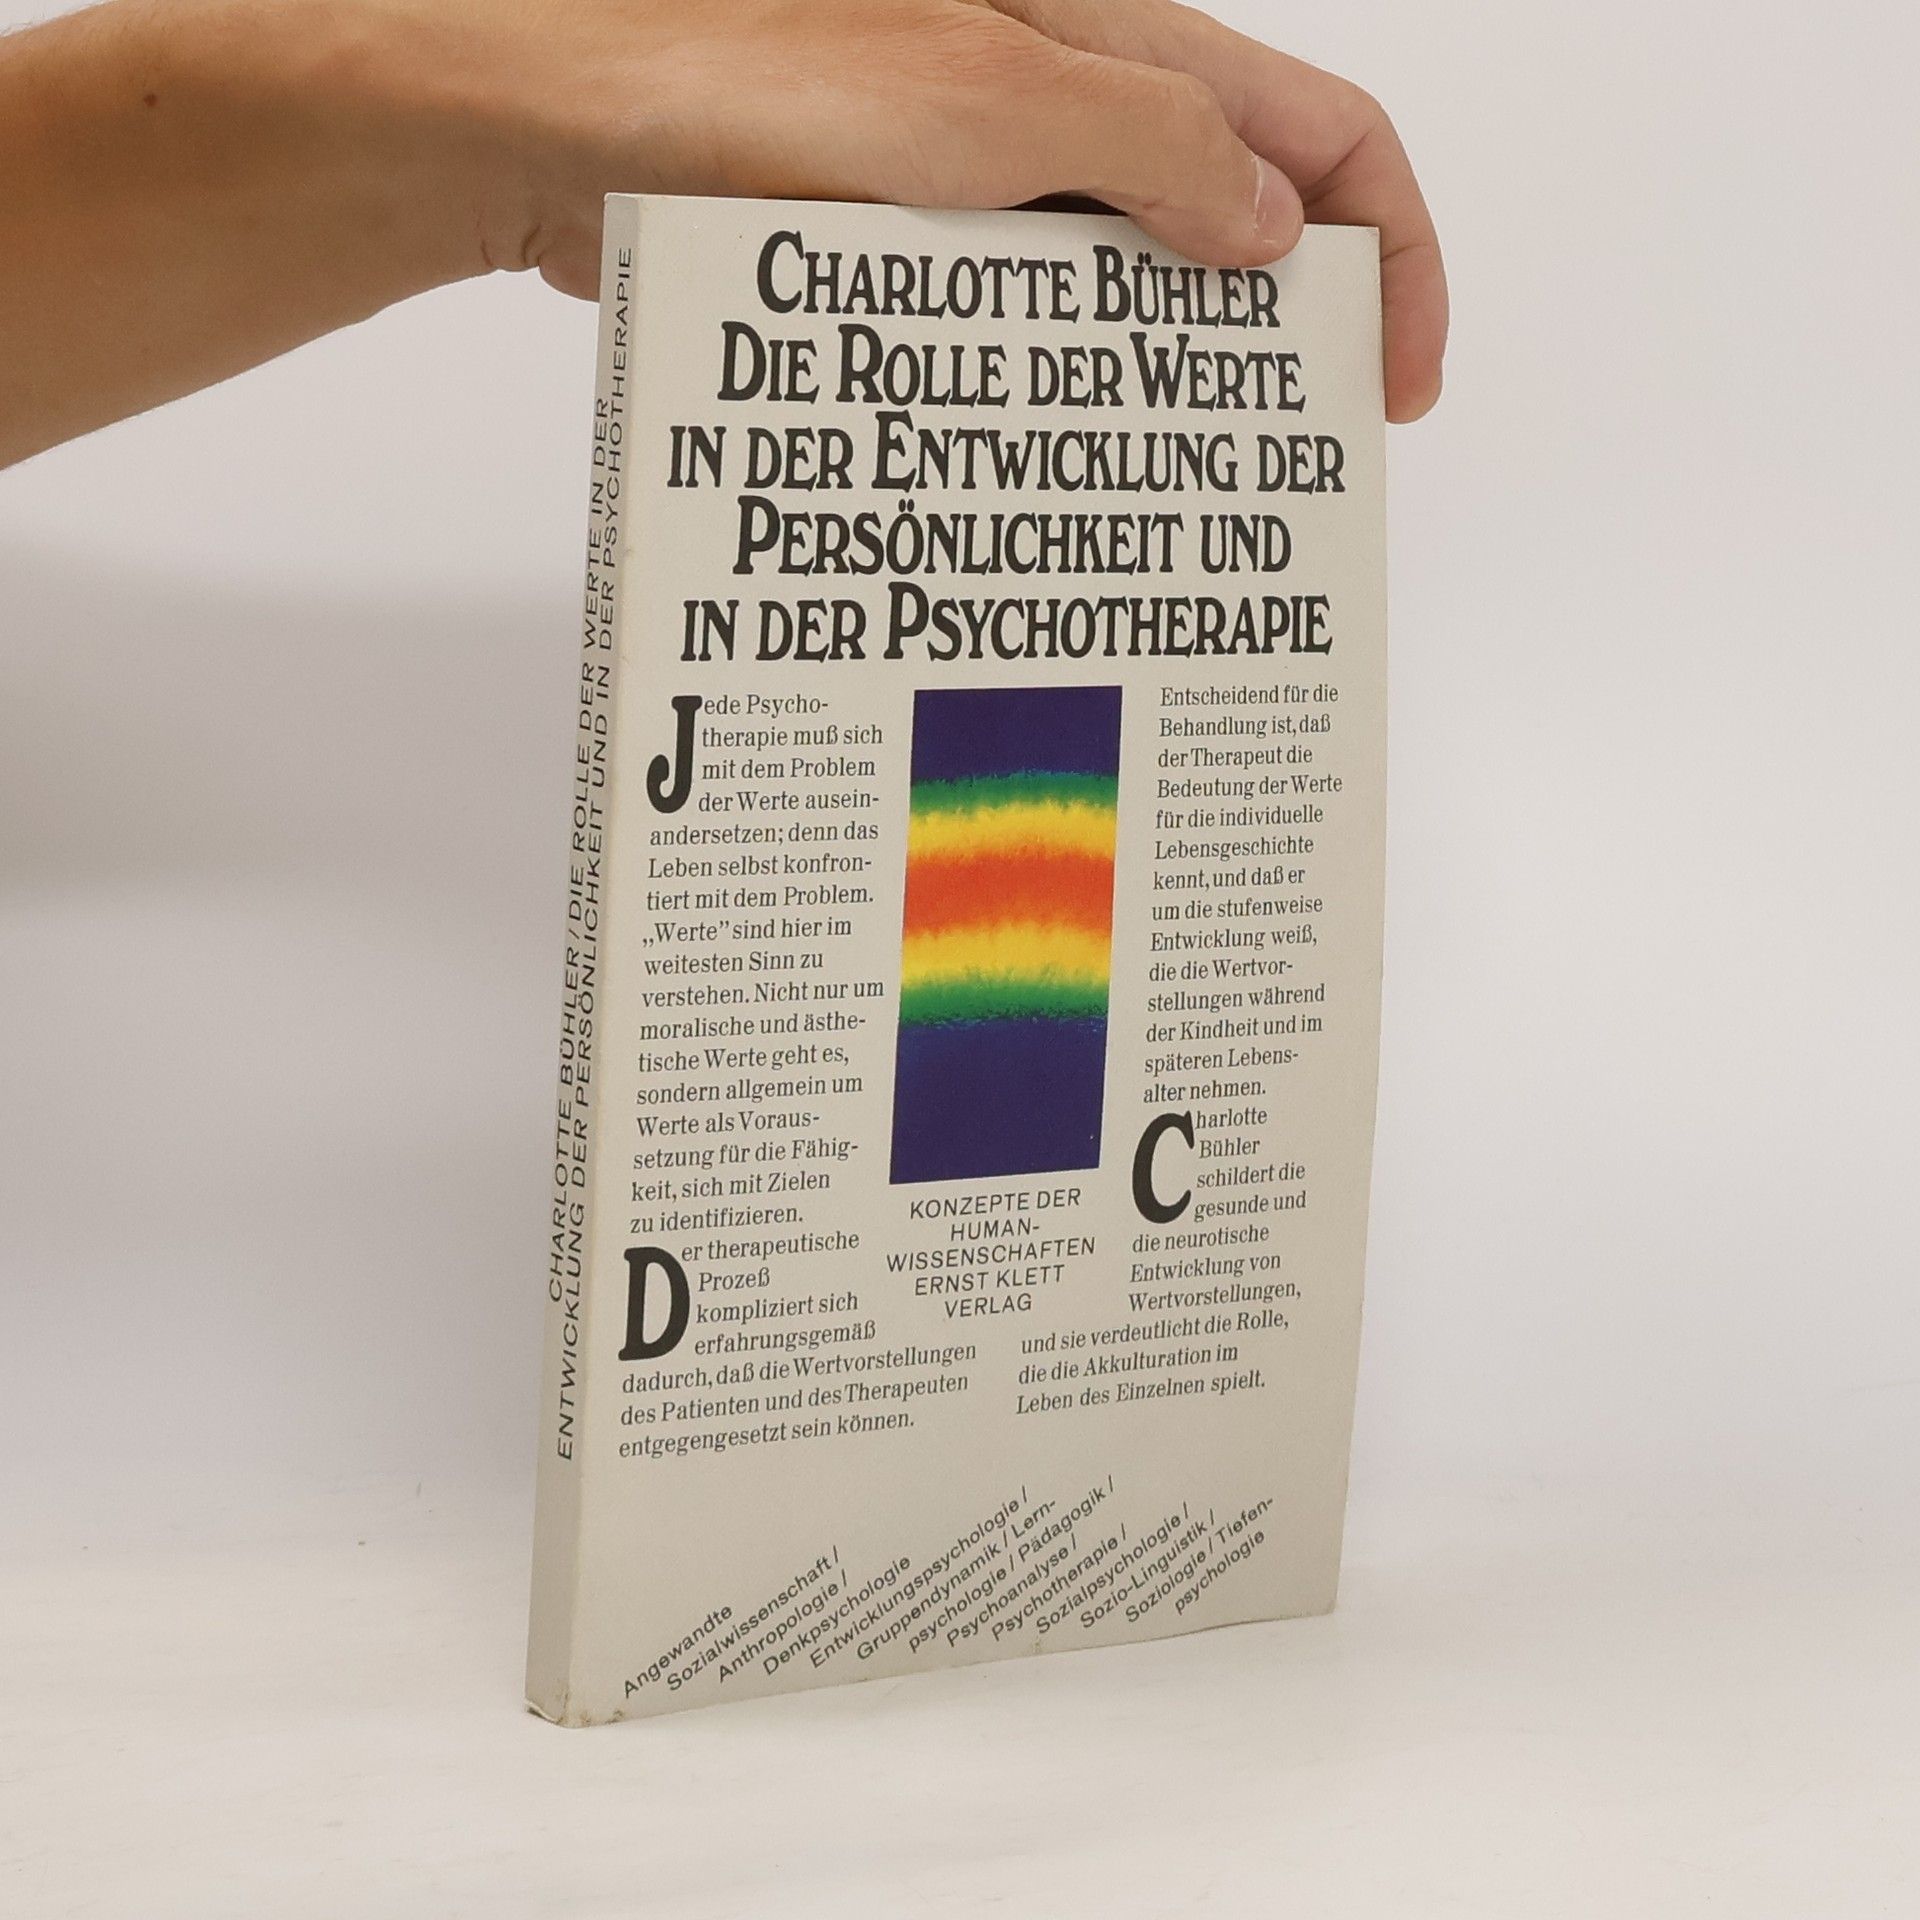 CHARLOTTE BÜHLER / DIE ROLLE DER WERTE IN DER
ENTWICKLUNG DER PERSÖNLICHKEIT UND IN DER PSYCHOTHERAPIE
CHARLOTTE BÜHLER
DIE ROLLE DER WERTE
IN DER ENTWICKLUNG DER
PERSÖNLICHKEIT UND
IN DER PSYCHOTHERAPIE
Jede Psycho-
therapie muß sich
mit dem Problem
der Werte ausein-
andersetzen; denn das
Leben selbst konfron-
tiert mit dem Problem.
„Werte” sind hier im
weitesten Sinn zu
verstehen. Nicht nur um
moralische und ästhe-
tische Werte geht es,
sondern allgemein um
Werte als Voraus-
setzung für die Fähig-
keit, sich mit Zielen
zu identifizieren.
Der therapeutische
Prozeß
kompliziert sich
erfahrungsgemäß
dadurch, daß die Wertvorstellungen
des Patienten und des Therapeuten
entgegengesetzt sein können.
KONZEPTE DER
HUMAN-
WISSENSCHAFTEN
ERNST KLETT
VERLAG
Entscheidend für die
Behandlung ist, daß
der Therapeut die
Bedeutung der Werte
für die individuelle
Lebensgeschichte
kennt, und daß er
um die stufenweise
Entwicklung weiß,
die die Wertvor-
stellungen während
der Kindheit und im
späteren Lebens-
alter nehmen.
Charlotte
Bühler
schildert die
gesunde und
die neurotische
Entwicklung von
Wertvorstellungen,
und sie verdeutlicht die Rolle,
die die Akkulturation im
Leben des Einzelnen spielt.
Angewandte
Sozialwissenschaft /
Anthropologie /
Denkpsychologie
Entwicklungspsychologie /
Gruppendynamik / Lern-
psychologie / Pädagogik /
Psychoanalyse /
Psychotherapie /
Sozialpsychologie /
Sozio-Linguistik /
Soziologie / Tiefen-
psychologie